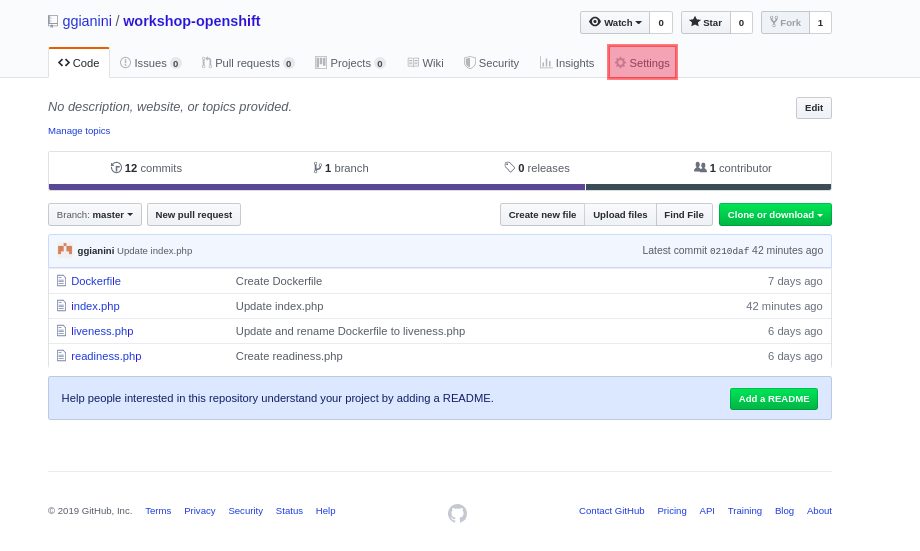 ggianini / workshop-openshift Watch 0 Star 0 Fork 1
Code Issues 0 Pull requests 0 Projects 0 Wiki Security Insights Settings
No description, website, or topics provided. Edit
Manage topics
12 commits 1 branch 0 releases 1 contributor
Branch: master New pull request Create new file Upload files Find File Clone or download
ggianini Update index.php Latest commit 0210daf 42 minutes ago
Dockerfile Create Dockerfile 7 days ago
index.php Update index.php 42 minutes ago
liveness.php Update and rename Dockerfile to liveness.php 6 days ago
readiness.php Create readiness.php 6 days ago
Help people interested in this repository understand your project by adding a README. Add a README
© 2019 GitHub, Inc. Terms Privacy Security Status Help Contact GitHub Pricing API Training Blog About